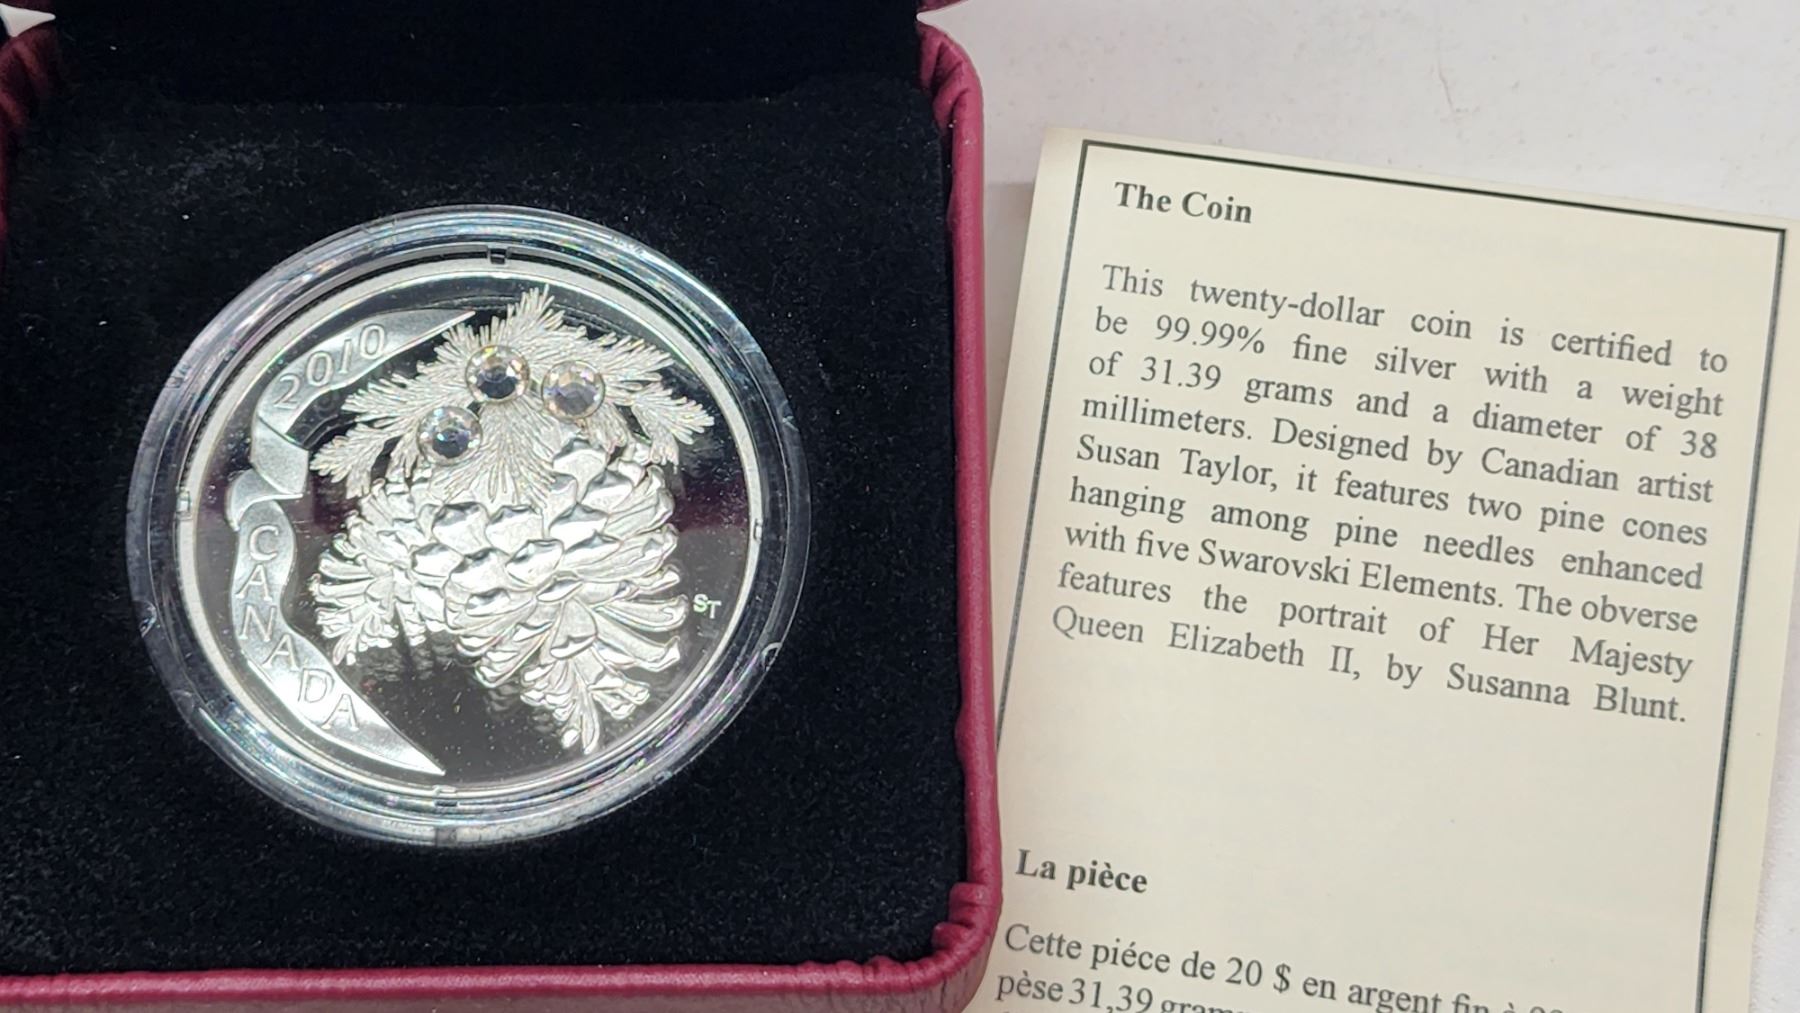 2010
CANADA
ST
The Coin
This twenty-dollar coin is certified to
be 99.99% fine silver with a weight
of 31.39 grams and a diameter of 38
millimeters. Designed by Canadian artist
Susan Taylor, it features two pine cones
hanging among pine needles enhanced
with five Swarovski Elements. The obverse
features the portrait of Her Majesty
Queen Elizabeth II, by Susanna Blunt.
La pièce
Cette piéce de 20 $ en argent fin à
pèse 31,39